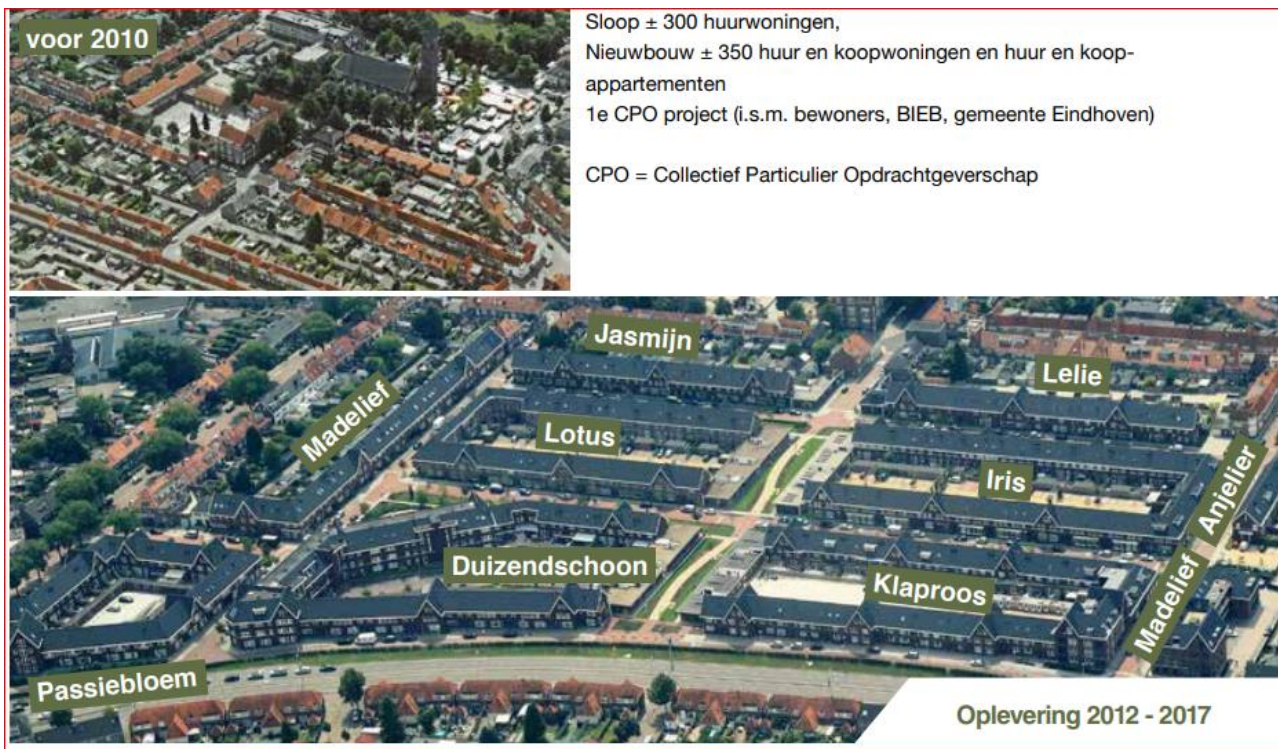 voor 2010
Sloop ± 300 huurwoningen,
Nieuwbouw ± 350 huur en koopwoningen en huur en koop-
appartementen
1e CPO project (i.s.m. bewoners, BIEB, gemeente Eindhoven)
CPO = Collectief Particulier Opdrachtgeverschap
Jasmijn
Lelie
Madelief
Lotus
Iris
Anjelier
Duizendschoon
Klaproos
Madelief
Passiebloem
Oplevering 2012 - 2017